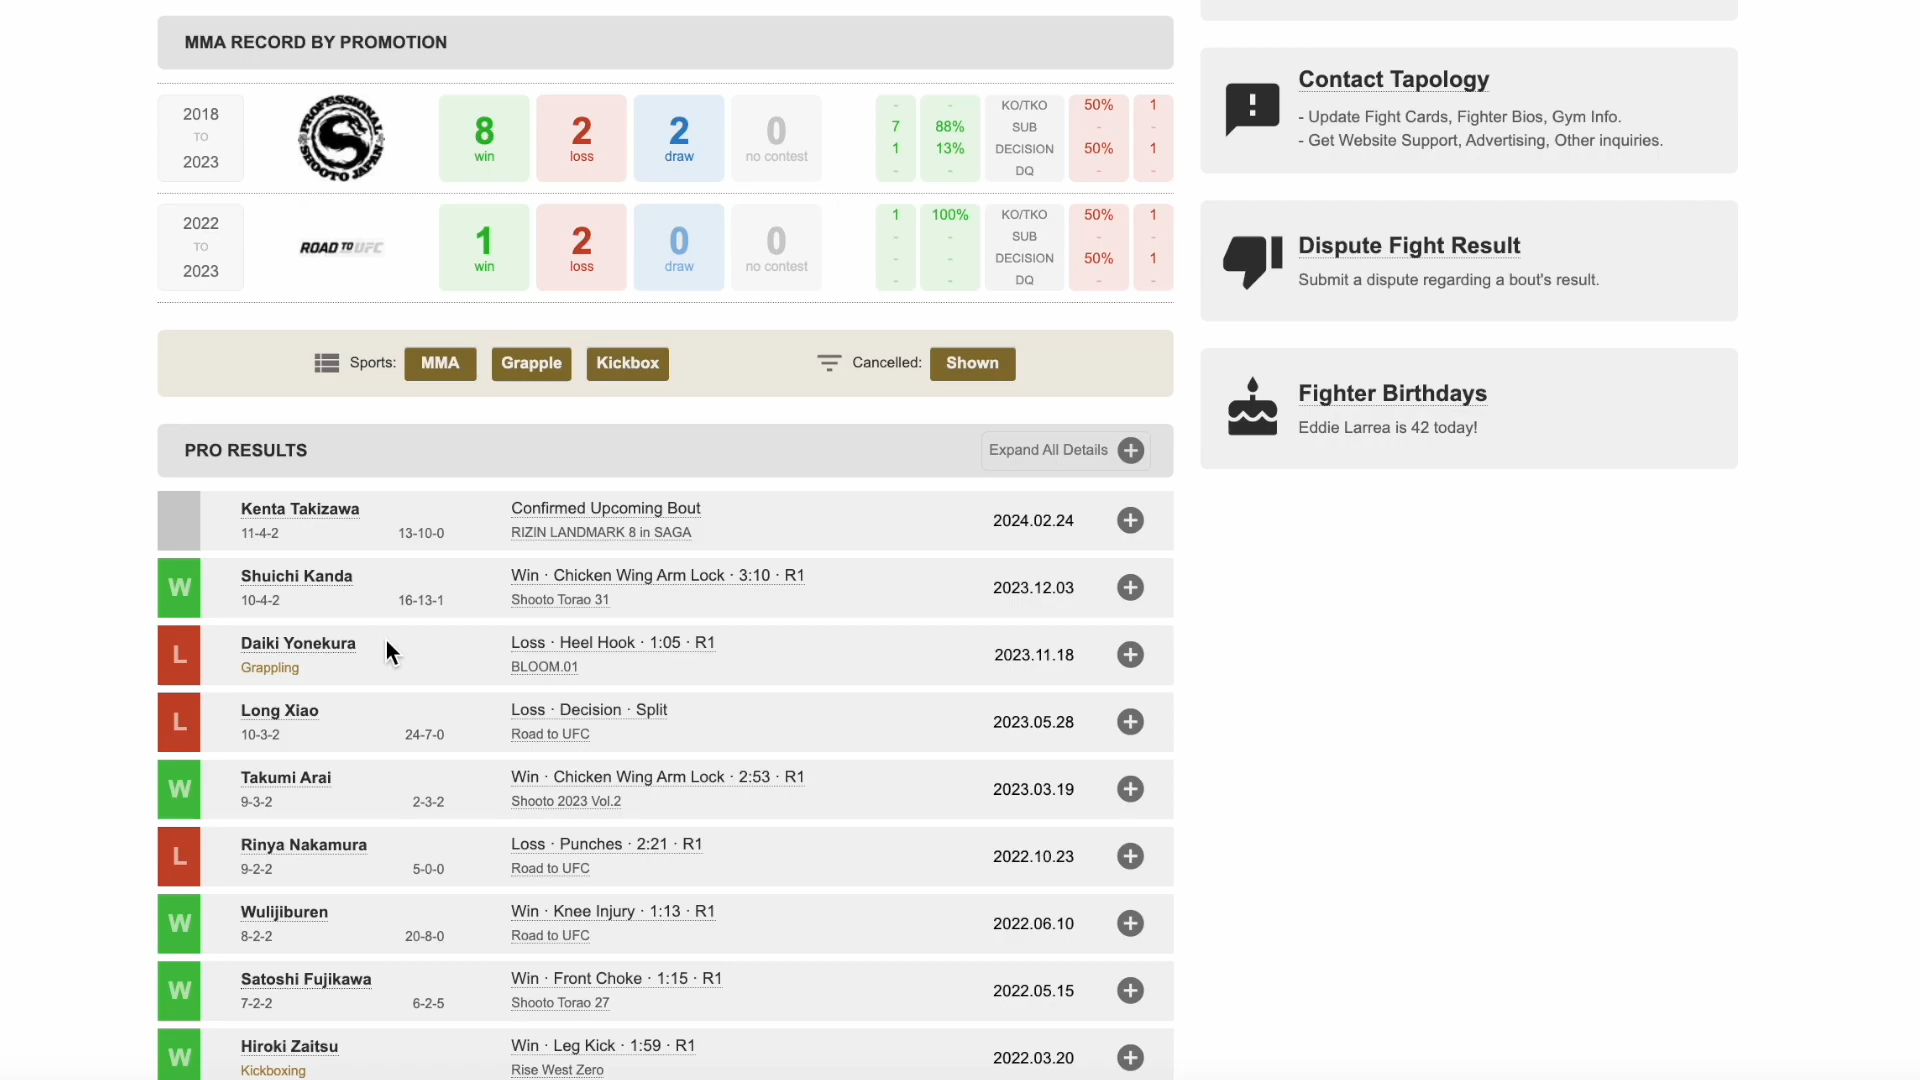 MMA RECORD BY PROMOTION
2018
TO
2023
PROFESSIONAL
SHOOTO JAPAN
8
win
2
loss
2
draw
0
no contest
- - KO/TKO 50% 1
7 88% SUB - -
1 13% DECISION 50% 1
- - DQ - -
2022
TO
2023
ROAD TO UFC
1
win
2
loss
0
draw
0
no contest
1 100% KO/TKO 50% 1
- - SUB - -
- - DECISION 50% 1
- - DQ - -
Sports: MMA Grapple Kickbox Cancelled: Shown
PRO RESULTS Expand All Details
Kenta Takizawa Confirmed Upcoming Bout
11-4-2 13-10-0 RIZIN LANDMARK 8 in SAGA
2024.02.24
W
Shuichi Kanda Win · Chicken Wing Arm Lock · 3:10 · R1
10-4-2 16-13-1 Shooto Torao 31
2023.12.03
L
Daiki Yonekura Loss · Heel Hook · 1:05 · R1
Grappling BLOOM.01
2023.11.18
L
Long Xiao Loss · Decision · Split
10-3-2 24-7-0 Road to UFC
2023.05.28
W
Takumi Arai Win · Chicken Wing Arm Lock · 2:53 · R1
9-3-2 2-3-2 Shooto 2023 Vol.2
2023.03.19
L
Rinya Nakamura Loss · Punches · 2:21 · R1
9-2-2 5-0-0 Road to UFC
2022.10.23
W
Wulijiburen Win · Knee Injury · 1:13 · R1
8-2-2 20-8-0 Road to UFC
2022.06.10
W
Satoshi Fujikawa Win · Front Choke · 1:15 · R1
7-2-2 6-2-5 Shooto Torao 27
2022.05.15
W
Hiroki Zaitsu Win · Leg Kick · 1:59 · R1
Kickboxing Rise West Zero
2022.03.20
Contact Tapology
- Update Fight Cards, Fighter Bios, Gym Info.
- Get Website Support, Advertising, Other inquiries.
Dispute Fight Result
Submit a dispute regarding a bout's result.
Fighter Birthdays
Eddie Larrea is 42 today!